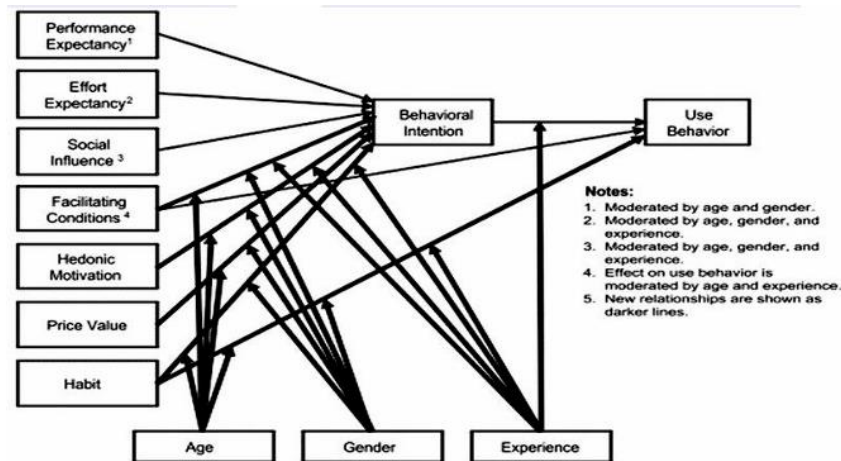 Performance
Expectancy1
Effort
Expectancy2
Social
Influence 3
Facilitating
Conditions 4
Hedonic
Motivation
Price Value
Habit
Behavioral
Intention
Use
Behavior
Notes:
1. Moderated by age and gender.
2. Moderated by age, gender, and
experience.
3. Moderated by age, gender, and
experience.
4. Effect on use behavior is
moderated by age and experience.
5. New relationships are shown as
darker lines.
Age
Gender
Experience